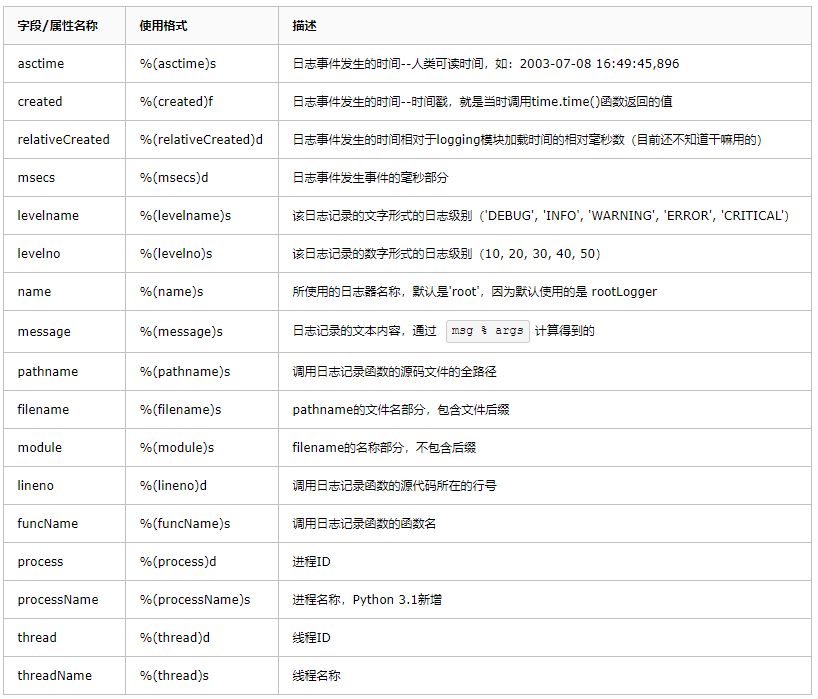 字段/属性名称 使用格式 描述
asctime %(asctime)s 日志事件发生的时间--人类可读时间，如：2003-07-08 16:49:45,896
created %(created)f 日志事件发生的时间--时间戳，就是当时调用time.time()函数返回的值
relativeCreated %(relativeCreated)d 日志事件发生的时间相对于logging模块加载时间的相对毫秒数（目前还不知道干嘛用的）
msecs %(msecs)d 日志事件发生事件的毫秒部分
levelname %(levelname)s 该日志记录的文字形式的日志级别（'DEBUG', 'INFO', 'WARNING', 'ERROR', 'CRITICAL'）
levelno %(levelno)s 该日志记录的数字形式的日志级别（10, 20, 30, 40, 50）
name %(name)s 所使用的日志器名称，默认是'root'，因为默认使用的是 rootLogger
message %(message)s 日志记录的文本内容，通过 msg % args 计算得到的
pathname %(pathname)s 调用日志记录函数的源码文件的全路径
filename %(filename)s pathname的文件名部分，包含文件后缀
module %(module)s filename的名称部分，不包含后缀
lineno %(lineno)d 调用日志记录函数的源代码所在的行号
funcName %(funcName)s 调用日志记录函数的函数名
process %(process)d 进程ID
processName %(processName)s 进程名称，Python 3.1新增
thread %(thread)d 线程ID
threadName %(thread)s 线程名称